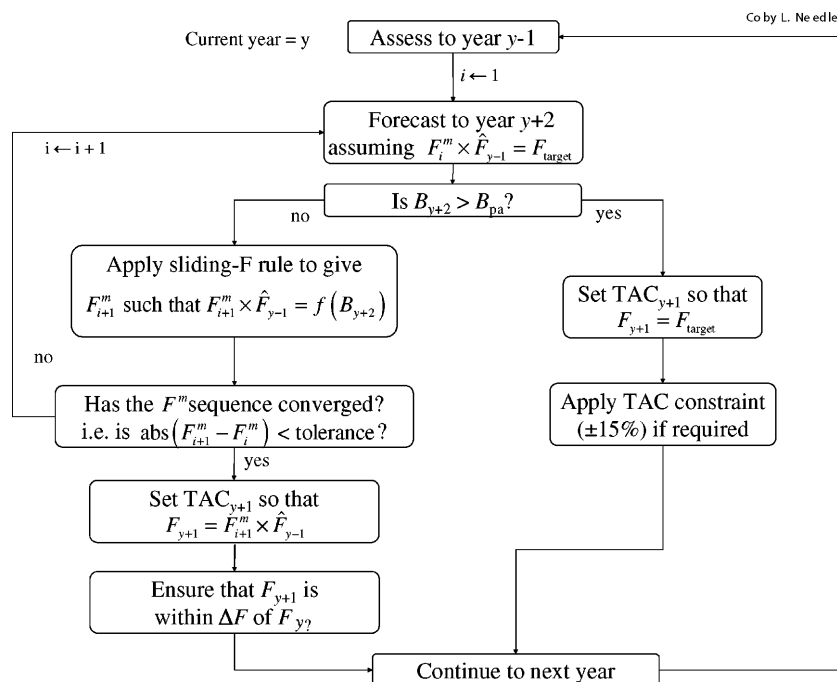 Coby L. Needle
Current year = y
Assess to year y-1
i ← 1
Forecast to year y+2
assuming F_i^m × F̂_{y-1} = F_target
i ← i + 1
Is B_{y+2} > B_pa?
no
yes
Apply sliding-F rule to give
F_{i+1}^m such that F_{i+1}^m × F̂_{y-1} = f(B_{y+2})
Set TAC_{y+1} so that
F_{y+1} = F_target
no
Has the F^m sequence converged?
i.e. is abs(F_{i+1}^m − F_i^m) < tolerance?
Apply TAC constraint
(±15%) if required
yes
Set TAC_{y+1} so that
F_{y+1} = F_{i+1}^m × F̂_{y-1}
Ensure that F_{y+1} is
within ΔF of F_y?
Continue to next year